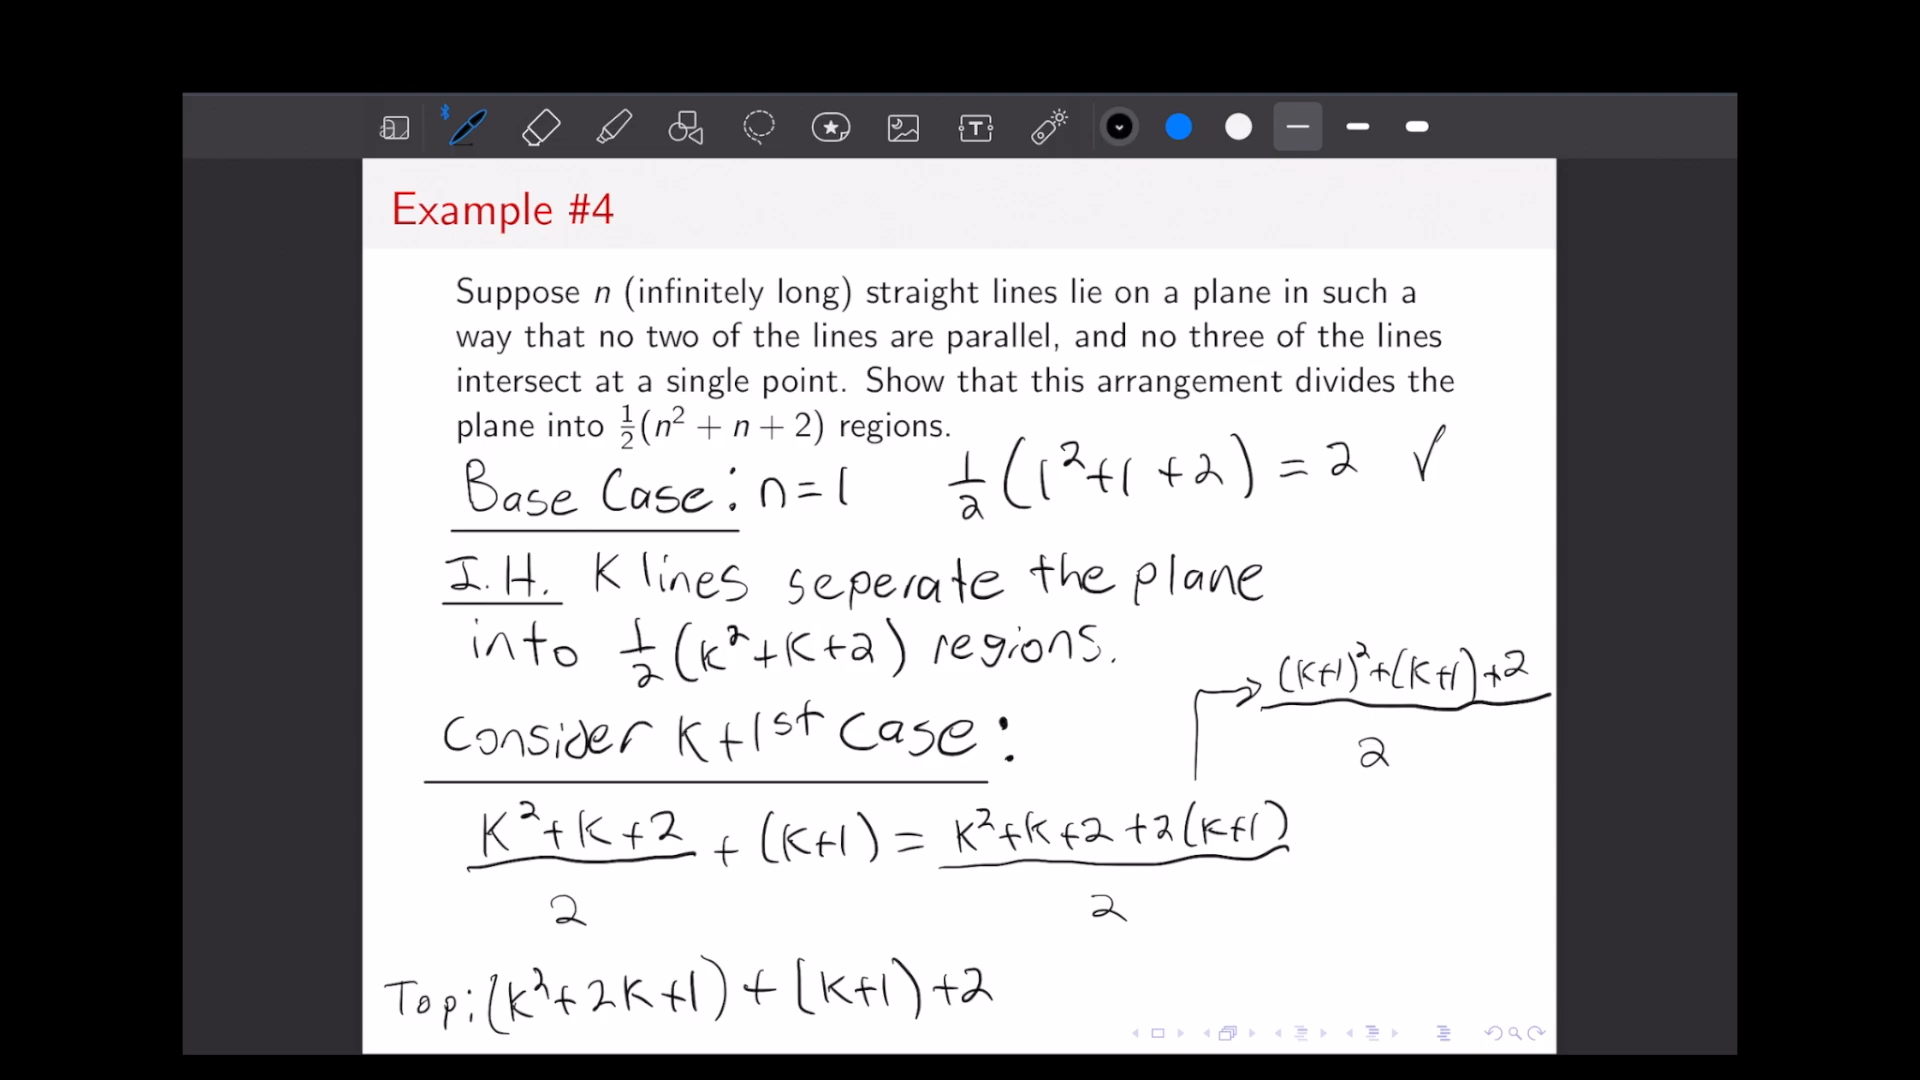 Example #4
Suppose n (infinitely long) straight lines lie on a plane in such a
way that no two of the lines are parallel, and no three of the lines
intersect at a single point. Show that this arrangement divides the
plane into ½(n² + n + 2) regions.
Base Case: n=1 ½(1²+1+2) = 2 ✓
I.H. K lines seperate the plane
into ½(k²+k+2) regions.
Consider K+1st Case:
(k+1)²+(k+1)+2 / 2
K²+k+2 / 2 + (k+1) = k²+k+2+2(k+1) / 2
Top: (k²+2k+1) + (k+1) +2